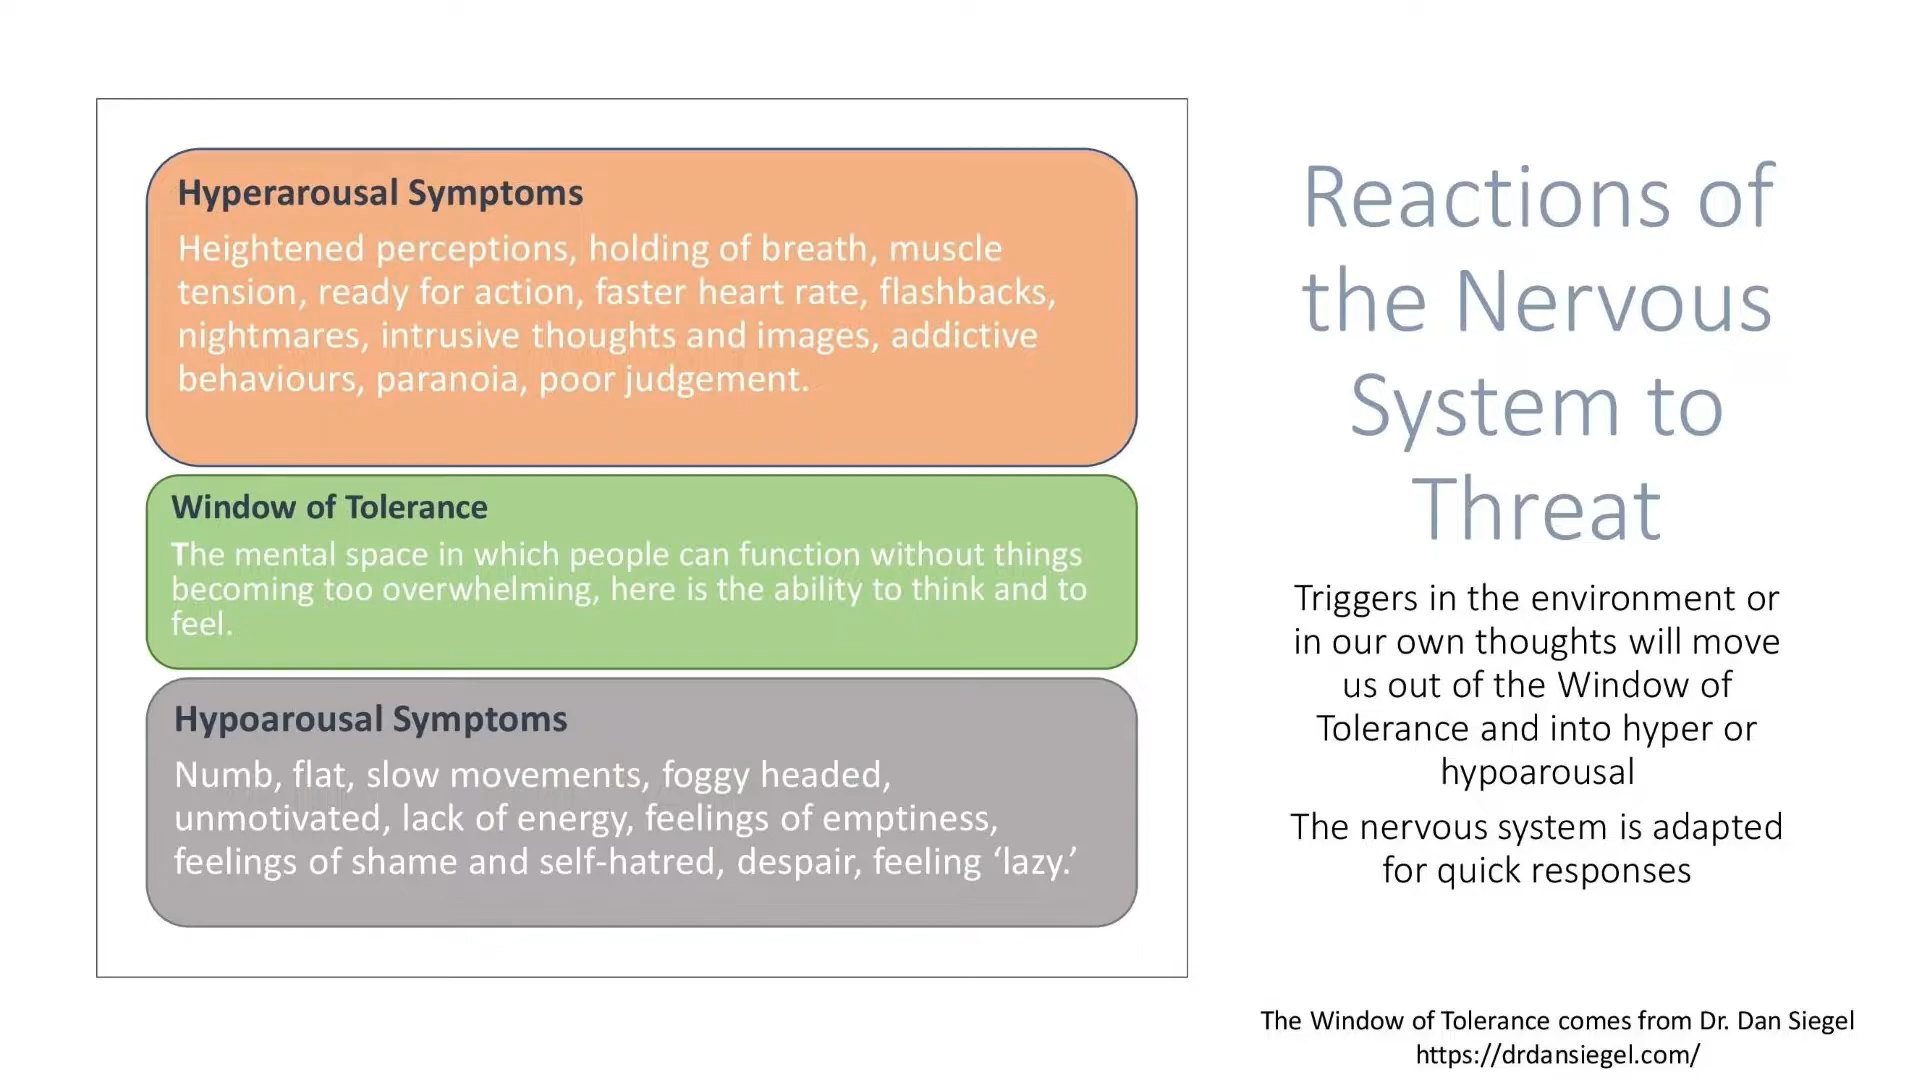 Hyperarousal Symptoms
Heightened perceptions, holding of breath, muscle
tension, ready for action, faster heart rate, flashbacks,
nightmares, intrusive thoughts and images, addictive
behaviours, paranoia, poor judgement.
Window of Tolerance
The mental space in which people can function without things
becoming too overwhelming, here is the ability to think and to
feel.
Hypoarousal Symptoms
Numb, flat, slow movements, foggy headed,
unmotivated, lack of energy, feelings of emptiness,
feelings of shame and self-hatred, despair, feeling ‘lazy.’
Reactions of
the Nervous
System to
Threat
Triggers in the environment or
in our own thoughts will move
us out of the Window of
Tolerance and into hyper or
hypoarousal
The nervous system is adapted
for quick responses
The Window of Tolerance comes from Dr. Dan Siegel
https://drdansiegel.com/